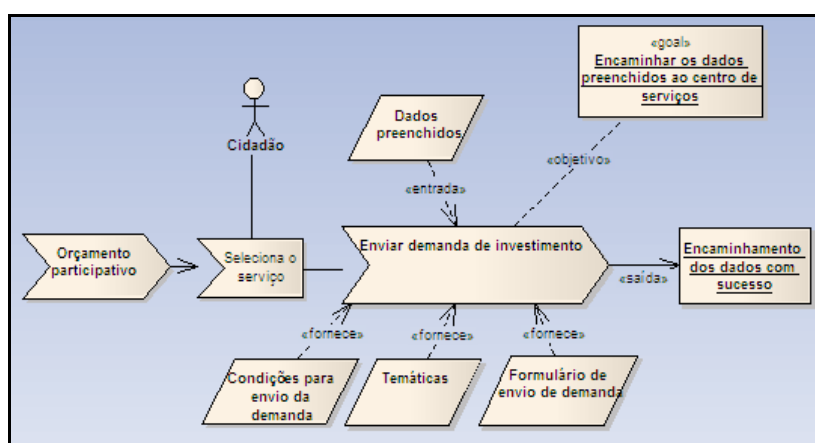 «goal»
Encaminhar os dados
preenchidos ao centro de
serviços
Cidadão
Dados
preenchidos
«objetivo»
«entrada»
Orçamento
participativo
Seleciona o
serviço
Enviar demanda de investimento
Encaminhamento
dos dados com
sucesso
«saída»
«fornece»
«fornece»
«fornece»
Condições para
envio da
demanda
Temáticas
Formulário de
envio de demanda